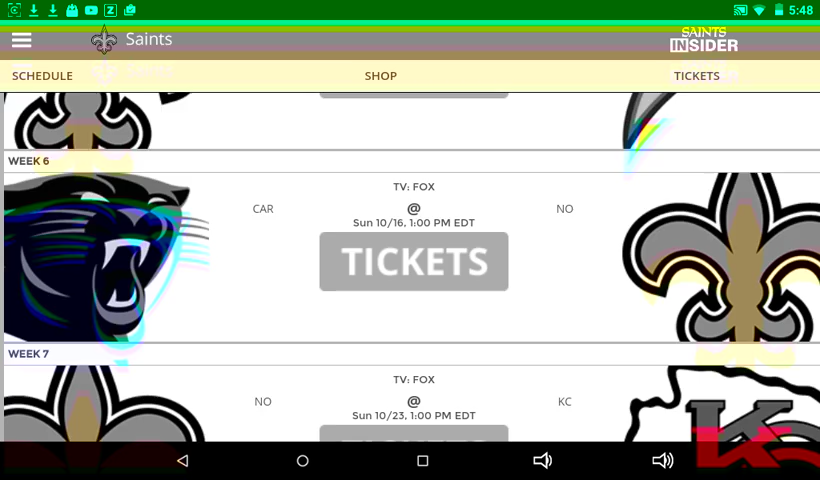 5:48
Saints
SAINTS
INSIDER
SCHEDULE SHOP TICKETS
WEEK 6
TV: FOX
CAR @ NO
Sun 10/16, 1:00 PM EDT
TICKETS
WEEK 7
TV: FOX
NO @ KC
Sun 10/23, 1:00 PM EDT
TICKETS